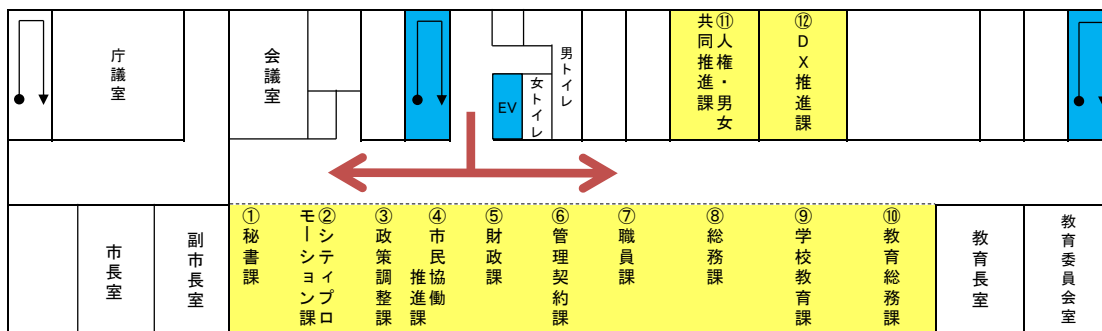 庁議室
会議室
EV
女トイレ
男トイレ
⑪人権・男女
共同推進課
⑫DX推進課
市長室
副市長室
①秘書課
②シティプロ
モーション課
③政策調整課
④市民協働
推進課
⑤財政課
⑥管理契約課
⑦職員課
⑧総務課
⑨学校教育課
⑩教育総務課
教育長室
教育委員会室